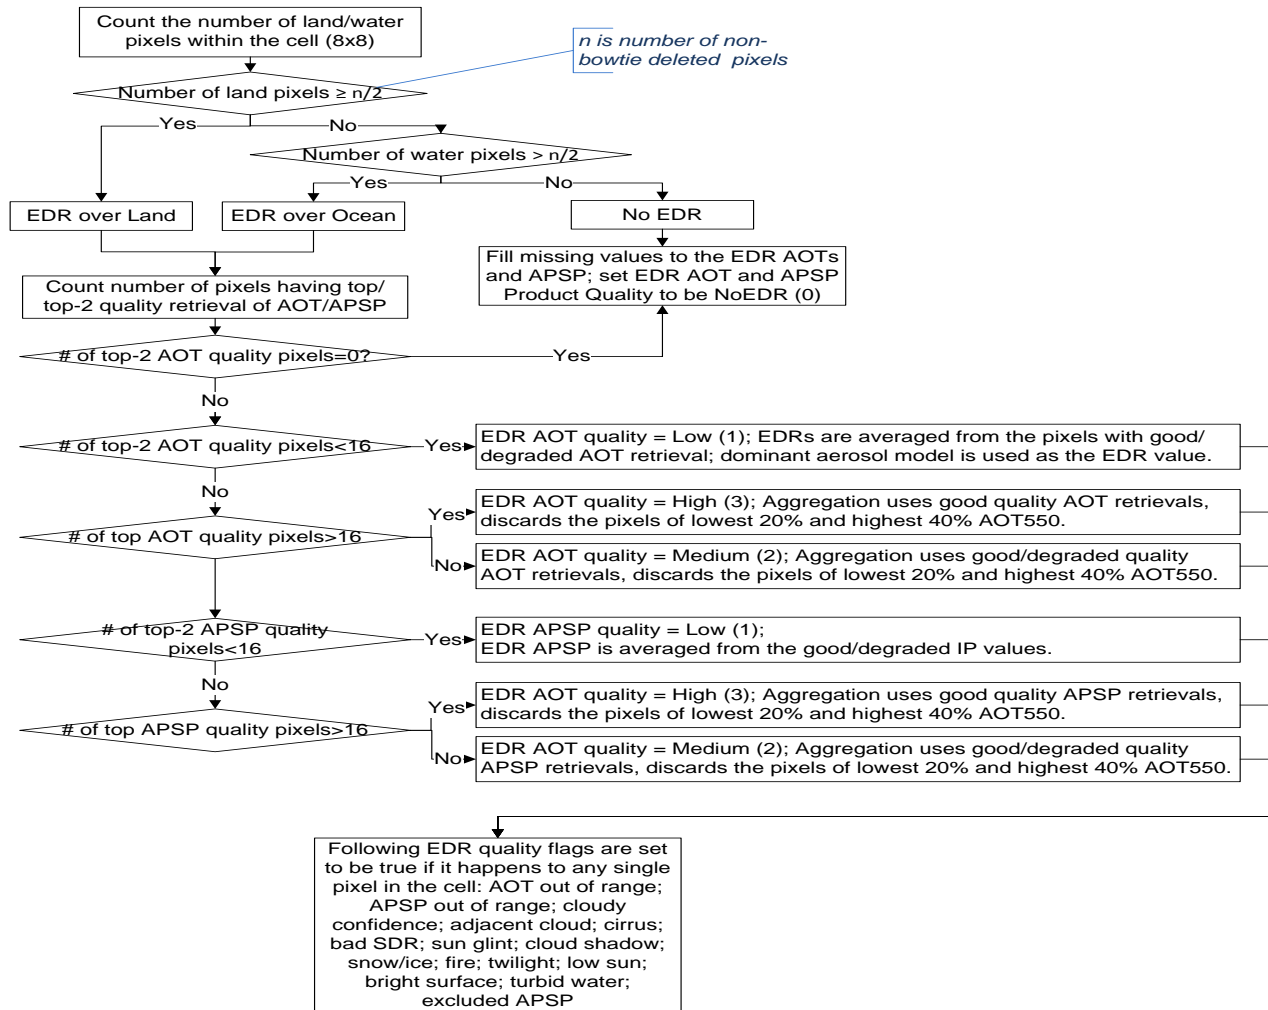 Count the number of land/water
pixels within the cell (8x8)
n is number of non-
bowtie deleted pixels
Number of land pixels ≥ n/2
Yes
No
Number of water pixels > n/2
Yes
No
EDR over Land
EDR over Ocean
No EDR
Fill missing values to the EDR AOTs
and APSP; set EDR AOT and APSP
Product Quality to be NoEDR (0)
Count number of pixels having top/
top-2 quality retrieval of AOT/APSP
# of top-2 AOT quality pixels=0?
Yes
No
# of top-2 AOT quality pixels<16
Yes
EDR AOT quality = Low (1); EDRs are averaged from the pixels with good/
degraded AOT retrieval; dominant aerosol model is used as the EDR value.
No
# of top AOT quality pixels>16
Yes
EDR AOT quality = High (3); Aggregation uses good quality AOT retrievals,
discards the pixels of lowest 20% and highest 40% AOT550.
No
EDR AOT quality = Medium (2); Aggregation uses good/degraded quality
AOT retrievals, discards the pixels of lowest 20% and highest 40% AOT550.
# of top-2 APSP quality
pixels<16
Yes
EDR APSP quality = Low (1);
EDR APSP is averaged from the good/degraded IP values.
No
# of top APSP quality pixels>16
Yes
EDR AOT quality = High (3); Aggregation uses good quality APSP retrievals,
discards the pixels of lowest 20% and highest 40% AOT550.
No
EDR AOT quality = Medium (2); Aggregation uses good/degraded quality
APSP retrievals, discards the pixels of lowest 20% and highest 40% AOT550.
Following EDR quality flags are set
to be true if it happens to any single
pixel in the cell: AOT out of range;
APSP out of range; cloudy
confidence; adjacent cloud; cirrus;
bad SDR; sun glint; cloud shadow;
snow/ice; fire; twilight; low sun;
bright surface; turbid water;
excluded APSP